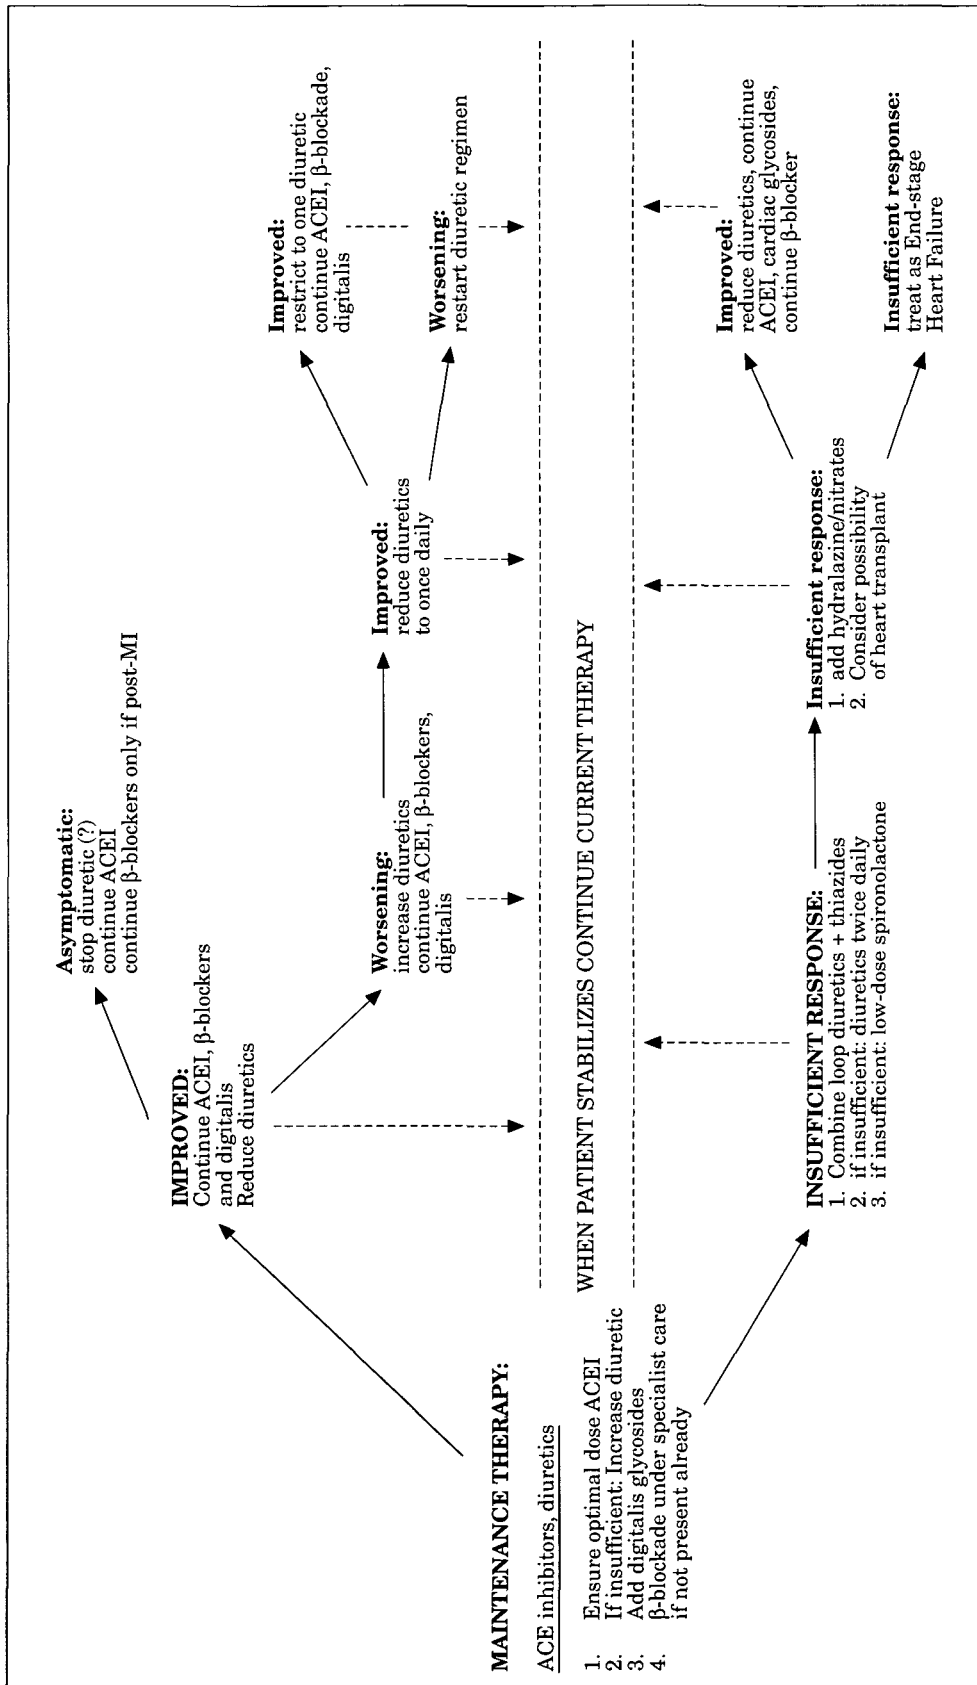 MAINTENANCE THERAPY:
ACE inhibitors, diuretics
1. Ensure optimal dose ACEI
2. If insufficient: Increase diuretic
3. Add digitalis glycosides
4. β-blockade under specialist care
if not present already
IMPROVED:
Continue ACEI, β-blockers
and digitalis
Reduce diuretics
Asymptomatic:
stop diuretic (?)
continue ACEI
continue β-blockers only if post-MI
Worsening:
increase diuretics
continue ACEI, β-blockers,
digitalis
Improved:
reduce diuretics
to once daily
Improved:
restrict to one diuretic
continue ACEI, β-blockade,
digitalis
Worsening:
restart diuretic regimen
WHEN PATIENT STABILIZES CONTINUE CURRENT THERAPY
INSUFFICIENT RESPONSE:
1. Combine loop diuretics + thiazides
2. if insufficient: diuretics twice daily
3. if insufficient: low-dose spironolactone
Insufficient response:
1. add hydralazine/nitrates
2. Consider possibility
of heart transplant
Improved:
reduce diuretics, continue
ACEI, cardiac glycosides,
continue β-blocker
Insufficient response:
treat as End-stage
Heart Failure